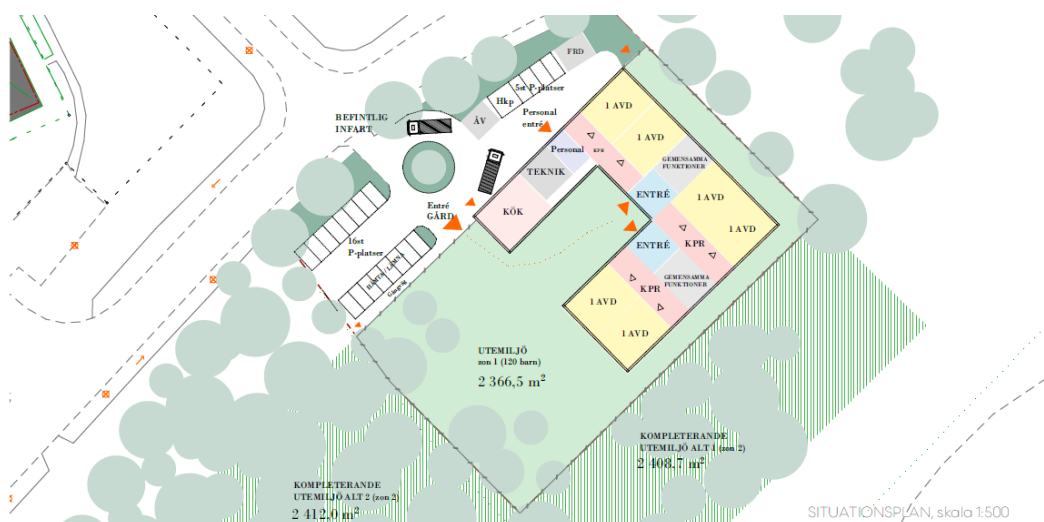 FRD
5st P-platser
Hkp
ÅV
BEFINTLIG
INFART
Personal
entré
1 AVD
1 AVD
Personal
KPR
GEMENSAMMA
FUNKTIONER
TEKNIK
ENTRÉ
1 AVD
KÖK
Entré
GÅRD
1 AVD
16st
P-platser
ENTRÉ
KPR
HÄMTA / LÄMNA
Gångväg
GEMENSAMMA
FUNKTIONER
KPR
1 AVD
1 AVD
UTEMILJÖ
zon 1 (120 barn)
2 366,5 m²
KOMPLETERANDE
UTEMILJÖ ALT 1 (zon 2)
2 408,7 m²
KOMPLETERANDE
UTEMILJÖ ALT 2 (zon 2)
2 412,0 m²
SITUATIONSPLAN, skala 1:500